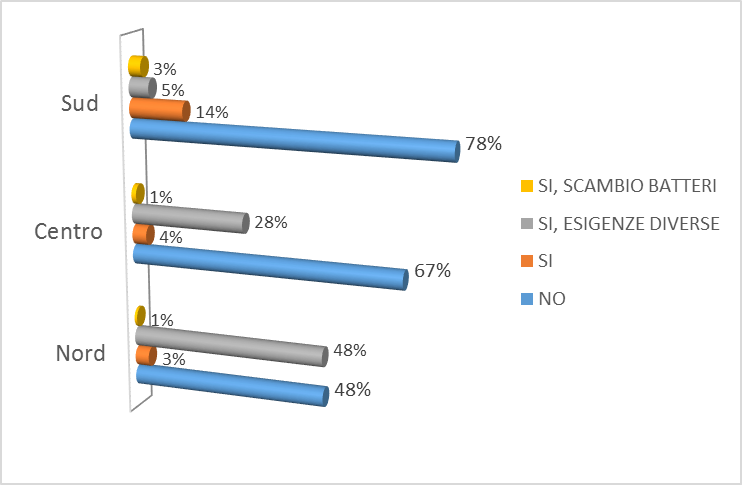 Sud
3%
5%
14%
78%
Centro
1%
28%
4%
67%
Nord
1%
48%
3%
48%
SI, SCAMBIO BATTERI
SI, ESIGENZE DIVERSE
SI
NO